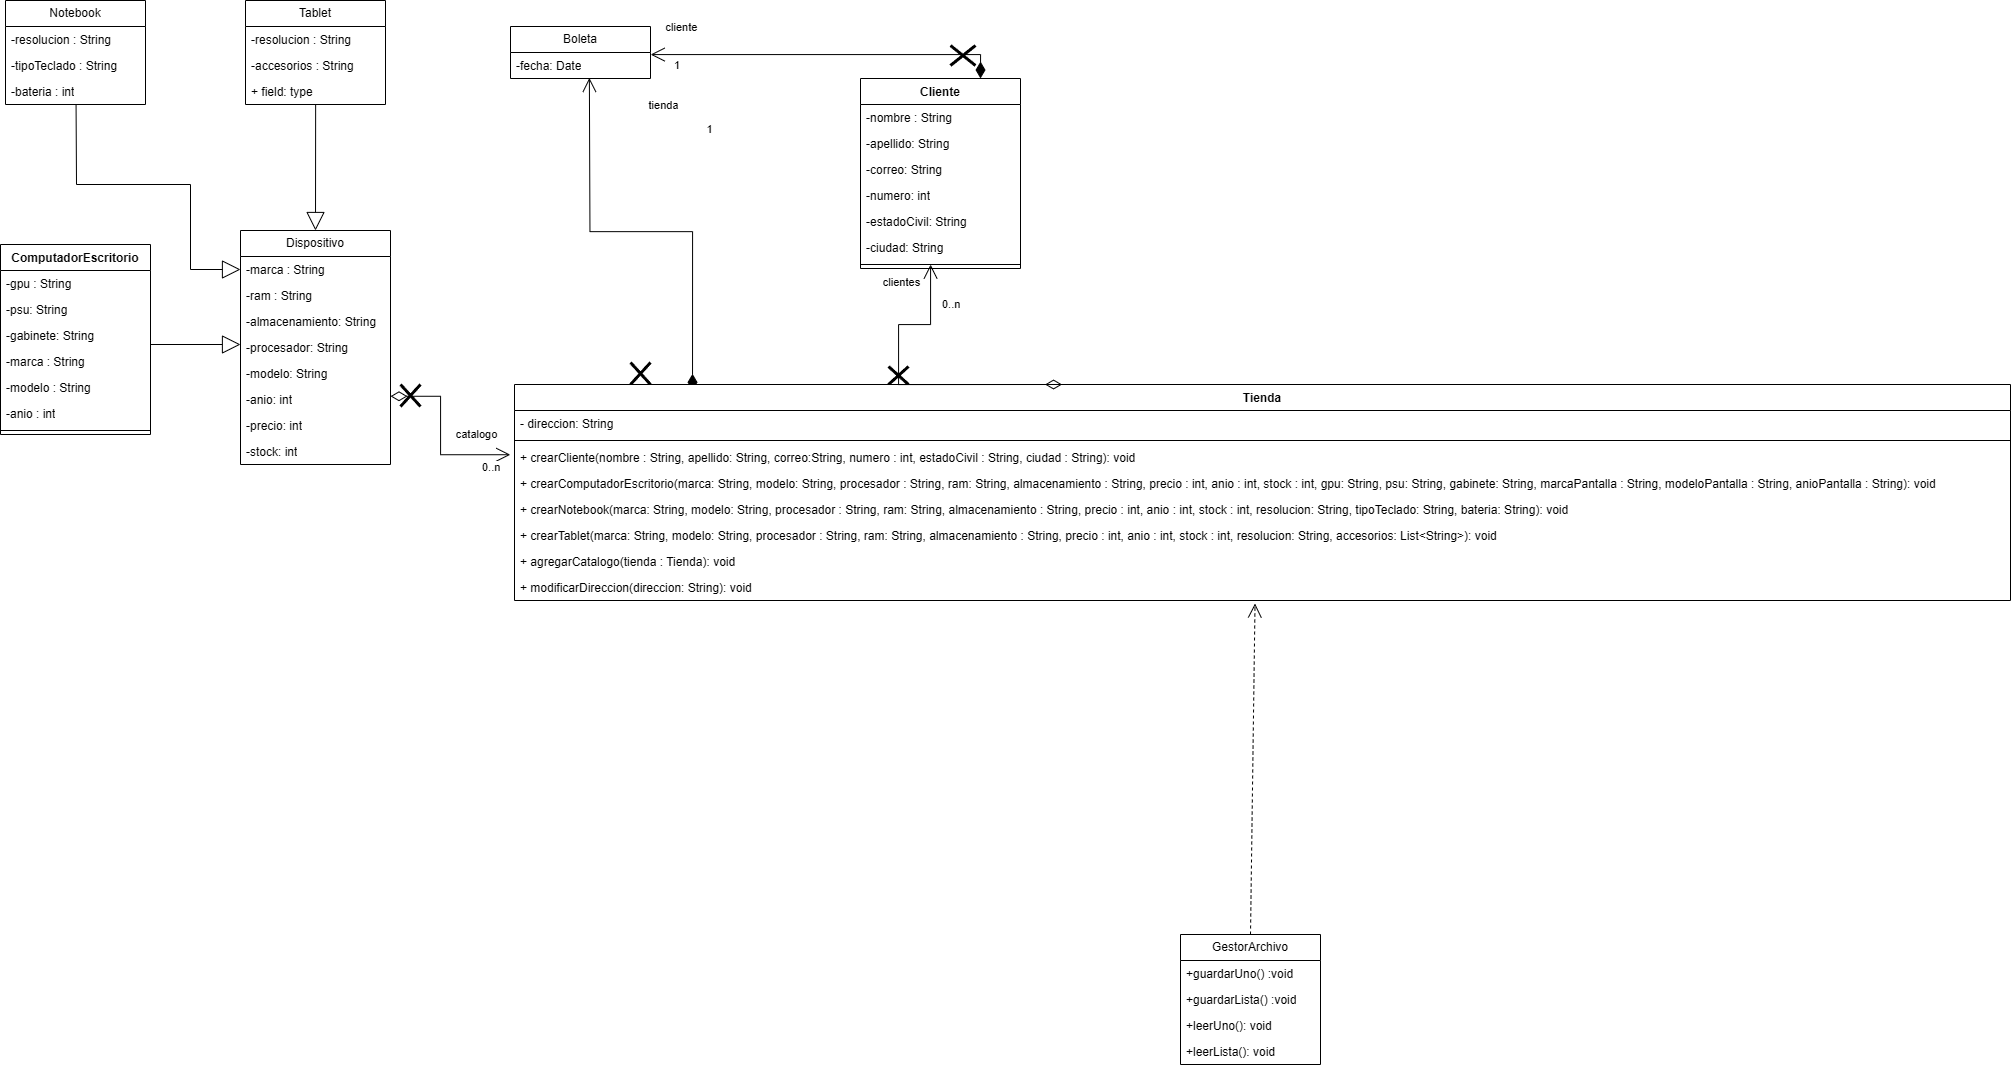 Notebook
-resolucion : String
-tipoTeclado : String
-bateria : int
Tablet
-resolucion : String
-accesorios : String
+ field: type
Boleta
-fecha: Date
cliente
1
tienda
1
Cliente
-nombre : String
-apellido: String
-correo: String
-numero: int
-estadoCivil: String
-ciudad: String
clientes
0..n
ComputadorEscritorio
-gpu : String
-psu: String
-gabinete: String
-marca : String
-modelo : String
-anio : int
Dispositivo
-marca : String
-ram : String
-almacenamiento: String
-procesador: String
-modelo: String
-anio: int
-precio: int
-stock: int
catalogo
0..n
Tienda
- direccion: String
+ crearCliente(nombre : String, apellido: String, correo:String, numero : int, estadoCivil : String, ciudad : String): void
+ crearComputadorEscritorio(marca: String, modelo: String, procesador : String, ram: String, almacenamiento : String, precio : int, anio : int, stock : int, gpu: String, psu: String, gabinete: String, marcaPantalla : String, modeloPantalla : String, anioPantalla : String): void
+ crearNotebook(marca: String, modelo: String, procesador : String, ram: String, almacenamiento : String, precio : int, anio : int, stock : int, resolucion: String, tipoTeclado: String, bateria: String): void
+ crearTablet(marca: String, modelo: String, procesador : String, ram: String, almacenamiento : String, precio : int, anio : int, stock : int, resolucion: String, accesorios: List<String>): void
+ agregarCatalogo(tienda : Tienda): void
+ modificarDireccion(direccion: String): void
GestorArchivo
+guardarUno() :void
+guardarLista() :void
+leerUno(): void
+leerLista(): void